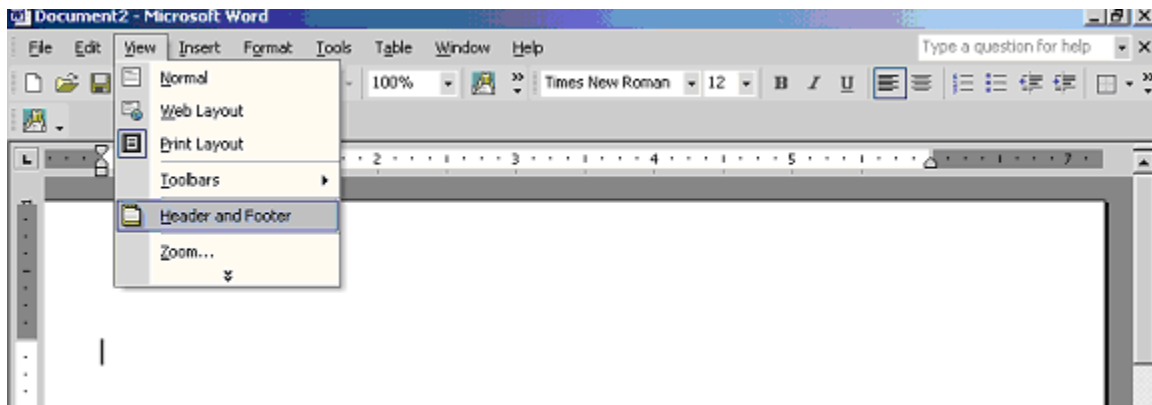 Document2 - Microsoft Word
File Edit View Insert Format Tools Table Window Help Type a question for help
Normal 100% Times New Roman 12 B I U
Web Layout
Print Layout
2 3 4 5 7
Toolbars
Header and Footer
Zoom...